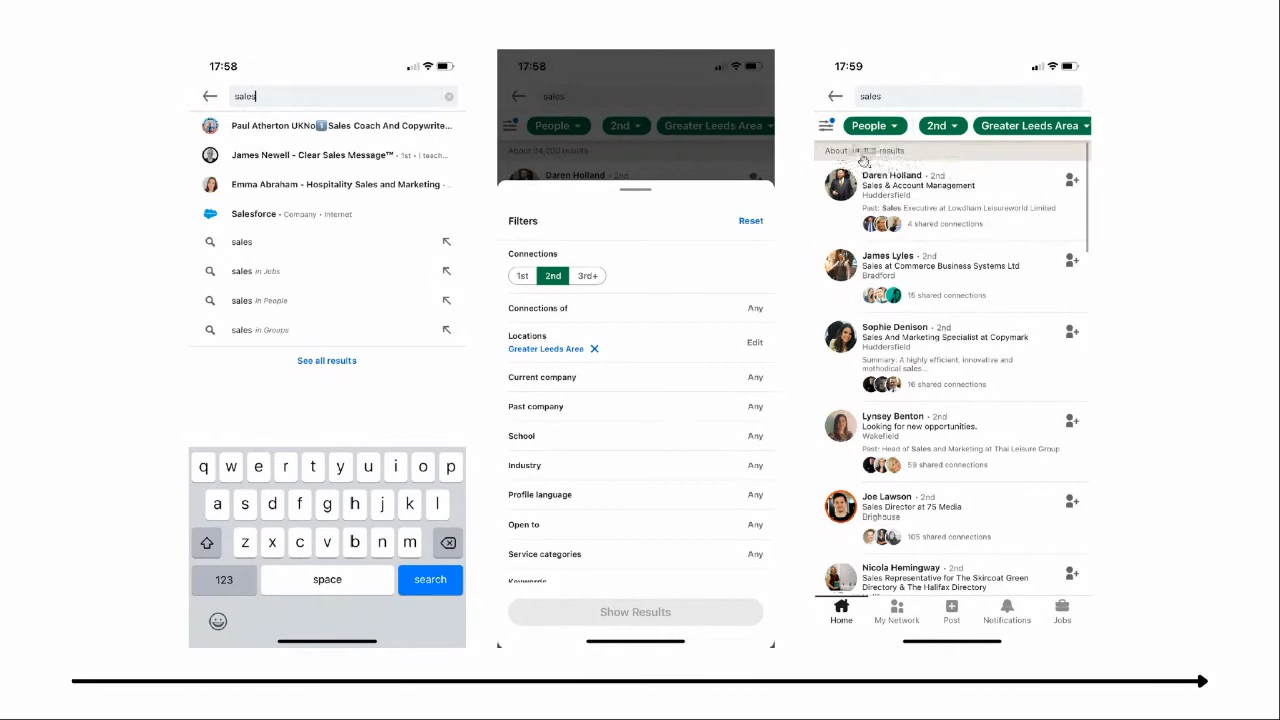 17:58
sales
Paul Atherton UKNo1 Sales Coach And Copywrite...
James Newell - Clear Sales Message™ · 1st · I teach...
Emma Abraham - Hospitality Sales and Marketing ·...
Salesforce · Company · Internet
sales
sales in Jobs
sales in People
sales in Groups
See all results
q w e r t y u i o p
a s d f g h j k l
z x c v b n m
123 space search
17:58
sales
People 2nd Greater Leeds Area
Daren Holland
Filters Reset
Connections
1st 2nd 3rd+
Connections of Any
Locations
Greater Leeds Area Edit
Current company Any
Past company Any
School Any
Industry Any
Profile language Any
Open to Any
Service categories Any
Keywords
Show Results
17:59
sales
People 2nd Greater Leeds Area
About results
Daren Holland · 2nd
Sales & Account Management
Huddersfield
Past: Sales Executive at Lowdham Leisureworld Limited
4 shared connections
James Lyles · 2nd
Sales at Commerce Business Systems Ltd
Bradford
15 shared connections
Sophie Denison · 2nd
Sales And Marketing Specialist at Copymark
Huddersfield
Summary: A highly efficient, innovative and
mothodical sales...
16 shared connections
Lynsey Benton · 2nd
Looking for new opportunities.
Wakefield
Past: Head of Sales and Marketing at Thai Leisure Group
59 shared connections
Joe Lawson · 2nd
Sales Director at 75 Media
Brighouse
105 shared connections
Nicola Hemingway · 2nd
Sales Representative for The Skircoat Green
Directory & The Halifax Directory
Home My Network Post Notifications Jobs